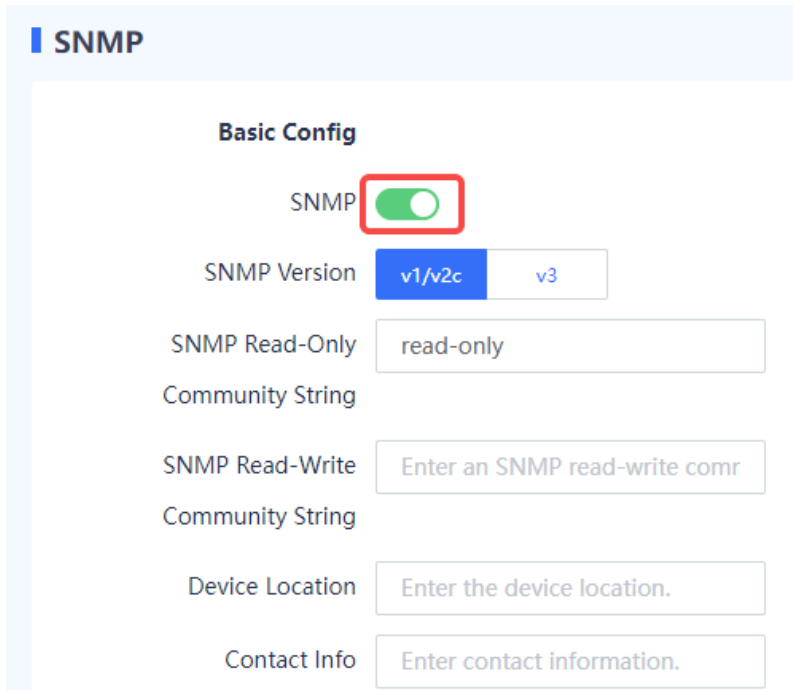 SNMP
Basic Config
SNMP
SNMP Version v1/v2c v3
SNMP Read-Only read-only
Community String
SNMP Read-Write Enter an SNMP read-write comr
Community String
Device Location Enter the device location.
Contact Info Enter contact information.